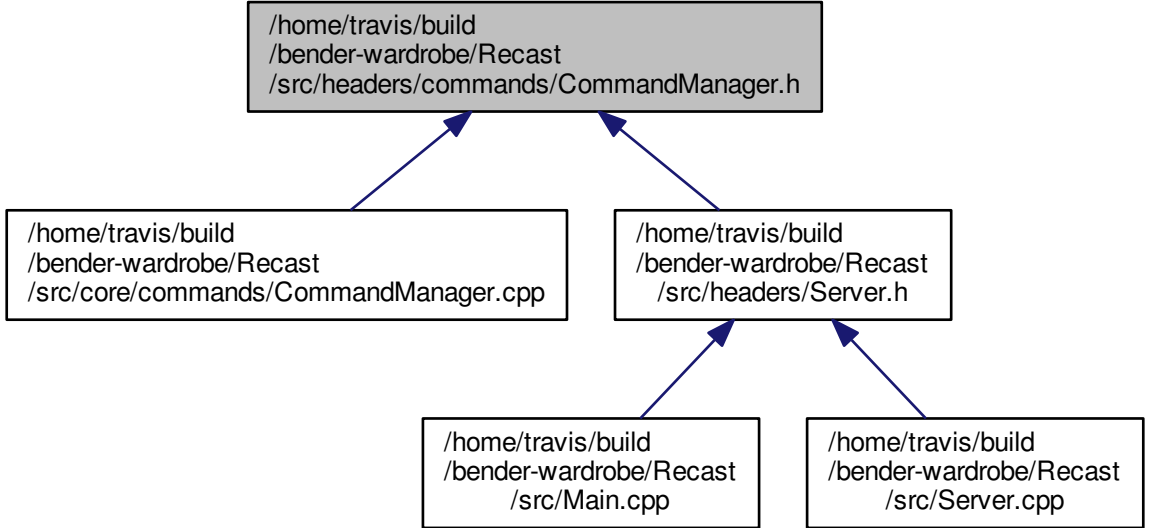 /home/travis/build
/bender-wardrobe/Recast
/src/headers/commands/CommandManager.h
/home/travis/build
/bender-wardrobe/Recast
/src/core/commands/CommandManager.cpp
/home/travis/build
/bender-wardrobe/Recast
/src/headers/Server.h
/home/travis/build
/bender-wardrobe/Recast
/src/Main.cpp
/home/travis/build
/bender-wardrobe/Recast
/src/Server.cpp